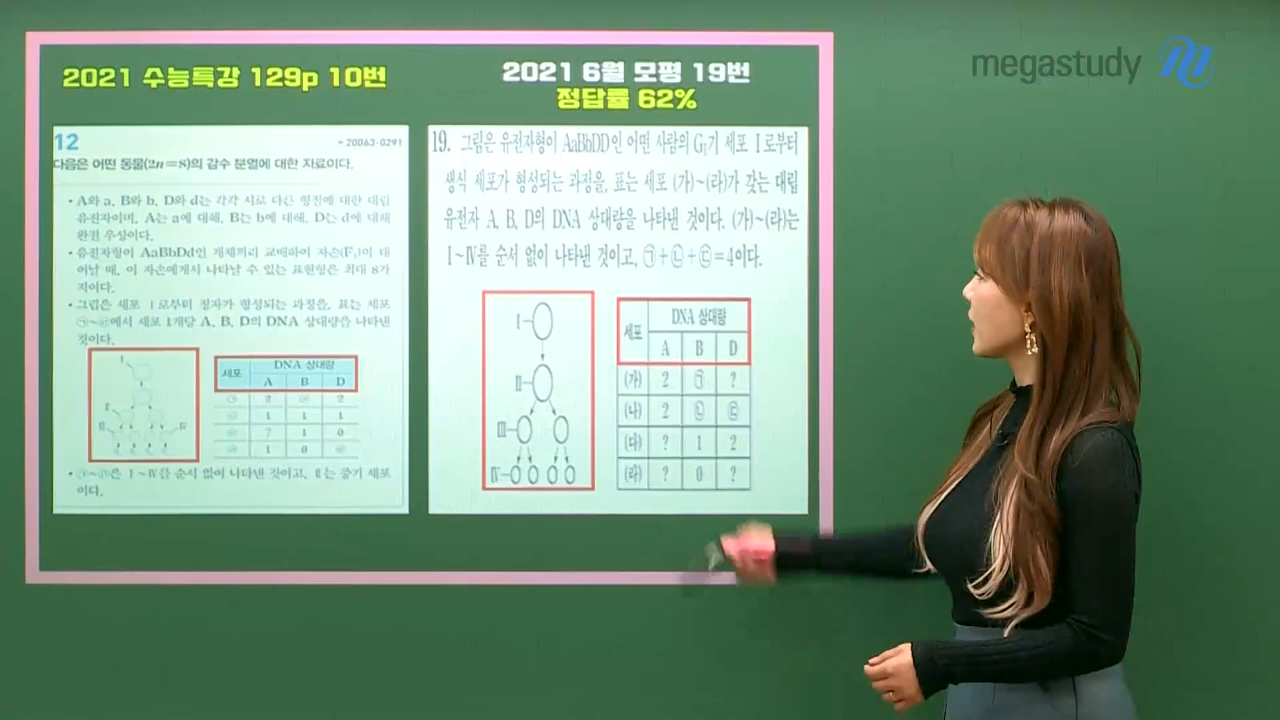 megastudy
2021 수능특강 129p 10번
12
20063-0291
다음은 어떤 동물(2n=8)의 감수 분열에 대한 자료이다.
• A와 a, B와 b, D와 d는 각각 서로 다른 형질에 대한 대립
유전자이며, A는 a에 대해, B는 b에 대해, D는 d에 대해
완전 우성이다.
• 유전자형이 AaBbDd인 개체끼리 교배하여 자손(F₁)이 태
어날 때, 이 자손에게서 나타날 수 있는 표현형은 최대 8가
지이다.
• 그림은 세포 Ⅰ로부터 정자가 형성되는 과정을, 표는 세포
㉠~㉣에서 세포 1개당 A, B, D의 DNA 상대량을 나타낸
것이다.
Ⅰ
Ⅱ
Ⅲ Ⅳ
세포 DNA 상대량
A B D
2 2
1 1 1
? 1 0
1 0
• ㉠~㉣은 Ⅰ~Ⅳ를 순서 없이 나타낸 것이고, Ⅱ는 중기 세포
이다.
2021 6월 모평 19번
정답률 62%
19. 그림은 유전자형이 AaBbDD인 어떤 사람의 G₁기 세포 Ⅰ로부터
생식 세포가 형성되는 과정을, 표는 세포 (가)~(라)가 갖는 대립
유전자 A, B, D의 DNA 상대량을 나타낸 것이다. (가)~(라)는
Ⅰ~Ⅳ를 순서 없이 나타낸 것이고, ㉠+㉡+㉢=4이다.
Ⅰ
Ⅱ
Ⅲ
Ⅳ
세포 DNA 상대량
A B D
(가) 2 ㉠ ?
(나) 2 ㉡ ㉢
(다) ? 1 2
(라) ? 0 ?